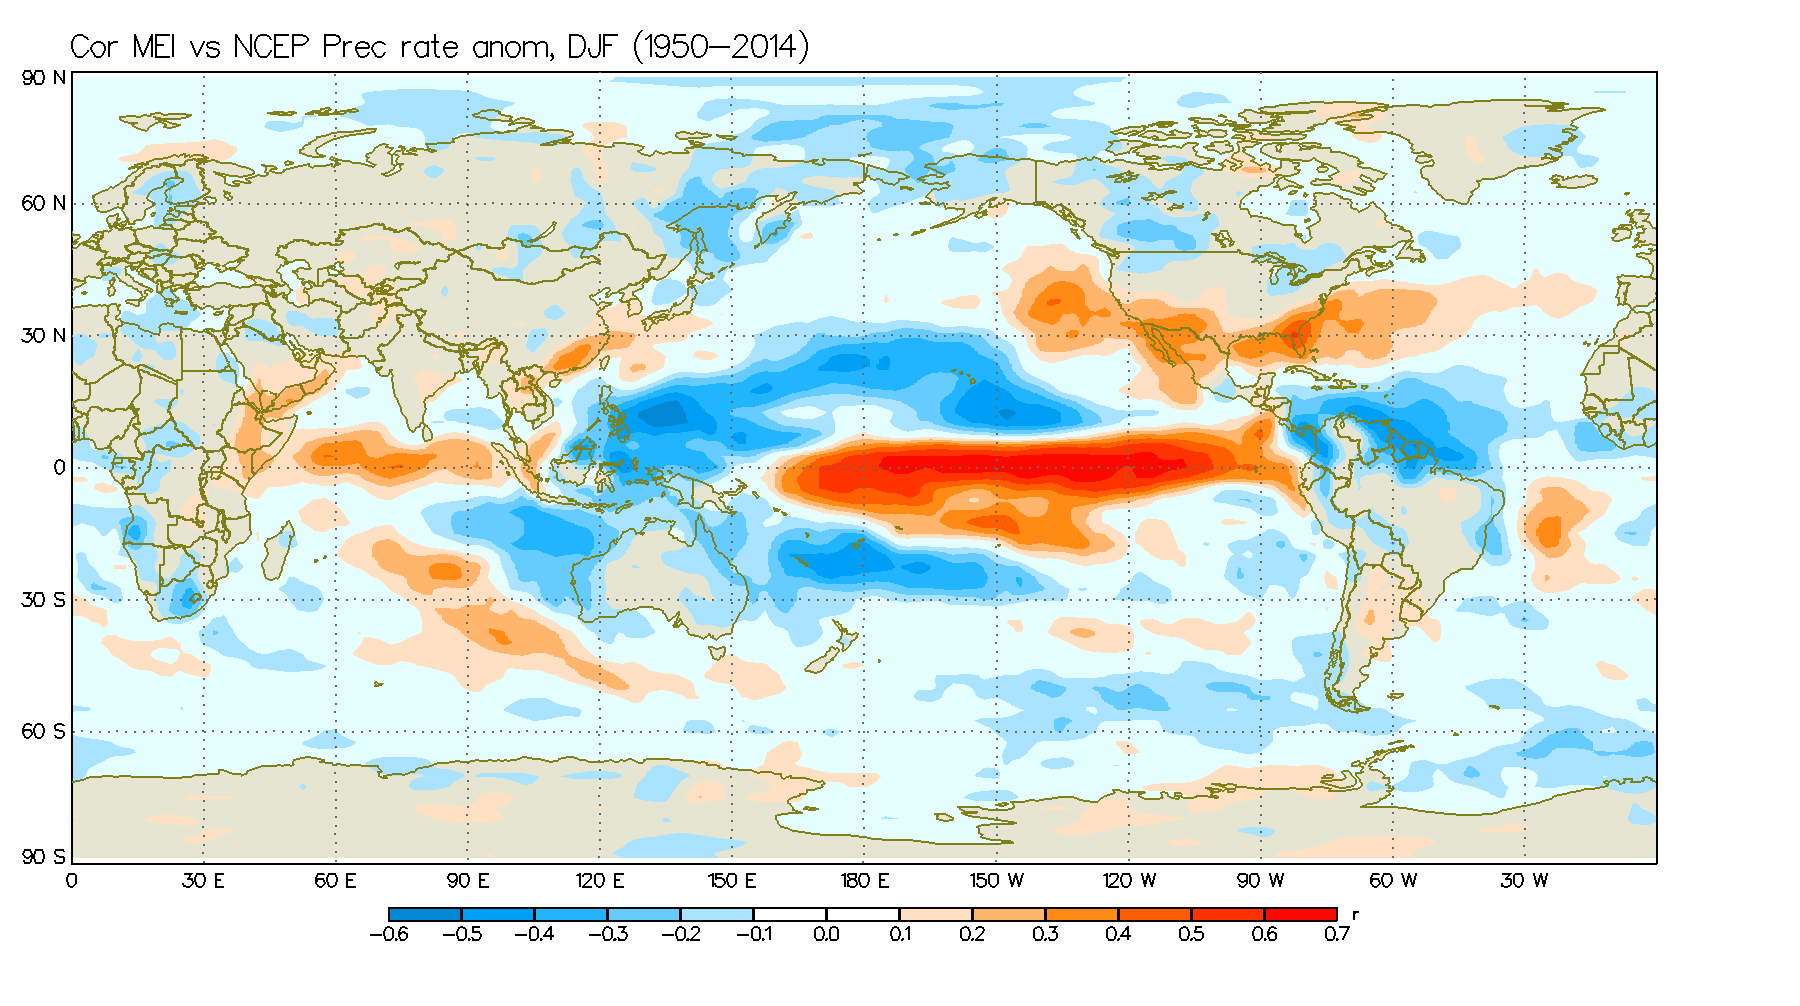 Cor MEI vs NCEP Prec rate anom, DJF (1950−2014)
90 N
60 N
30 N
0
30 S
60 S
90 S
0 30 E 60 E 90 E 120 E 150 E 180 E 150 W 120 W 90 W 60 W 30 W
r
−0.6 −0.5 −0.4 −0.3 −0.2 −0.1 0.0 0.1 0.2 0.3 0.4 0.5 0.6 0.7